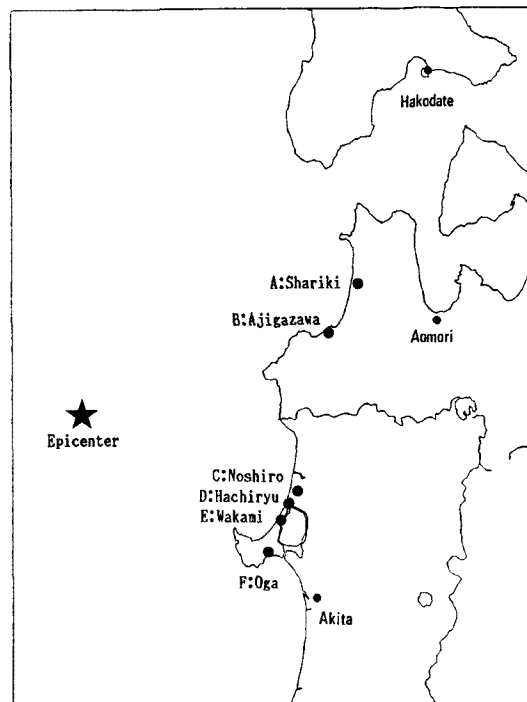 Hakodate
A:Shariki
B:Ajigazawa
Aomori
Epicenter
C:Noshiro
D:Hachiryu
E:Wakami
F:Oga
Akita